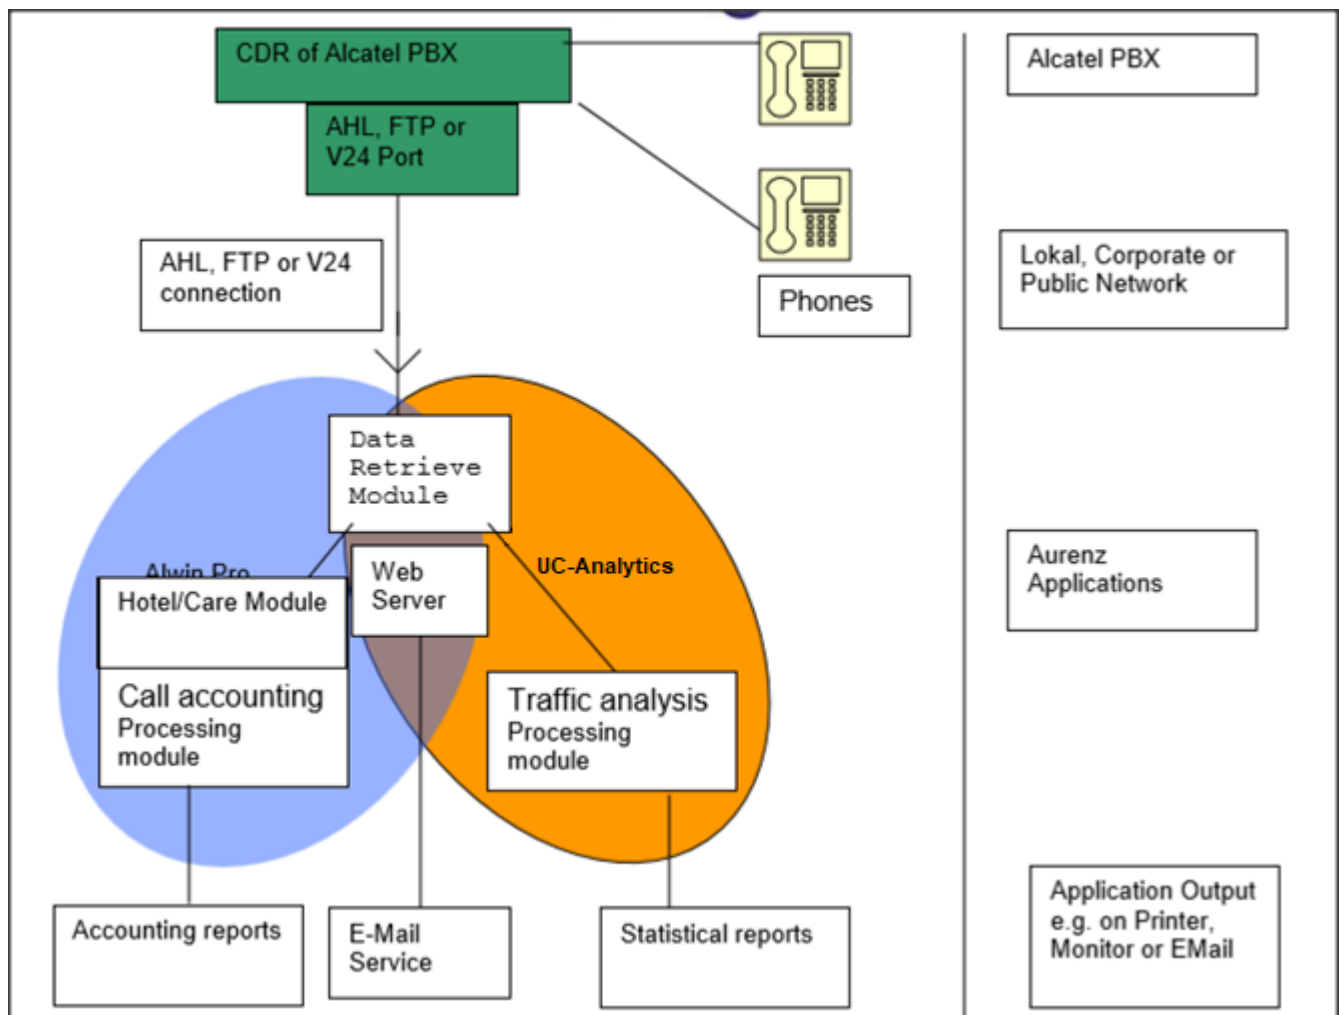 CDR of Alcatel PBX
AHL, FTP or
V24 Port
AHL, FTP or V24
connection
Phones
Data
Retrieve
Module
Alwin Pro
Hotel/Care Module
Web
Server
UC-Analytics
Call accounting
Processing
module
Traffic analysis
Processing
module
Accounting reports
E-Mail
Service
Statistical reports
Alcatel PBX
Lokal, Corporate or
Public Network
Aurenz
Applications
Application Output
e.g. on Printer,
Monitor or EMail